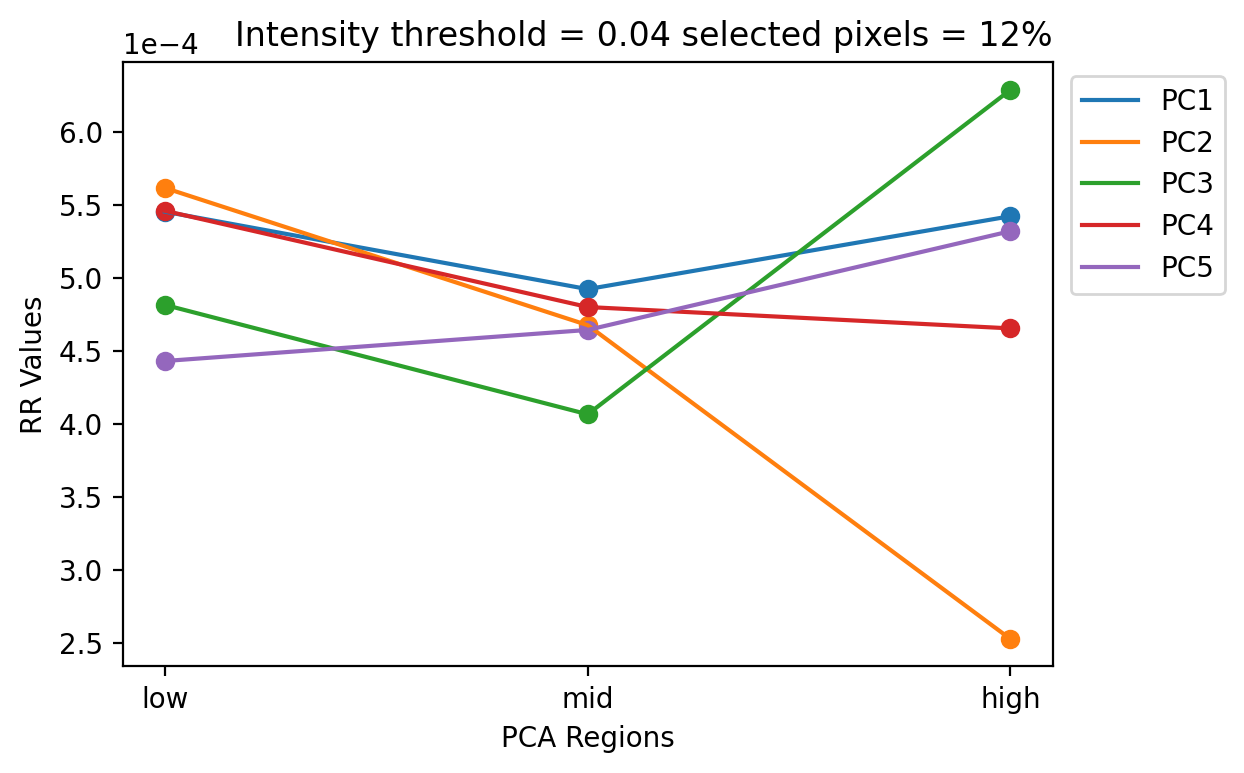 Intensity threshold = 0.04 selected pixels = 12%
1e−4
6.0
5.5
5.0
4.5
4.0
3.5
3.0
2.5
RR Values
low
mid
high
PCA Regions
PC1
PC2
PC3
PC4
PC5